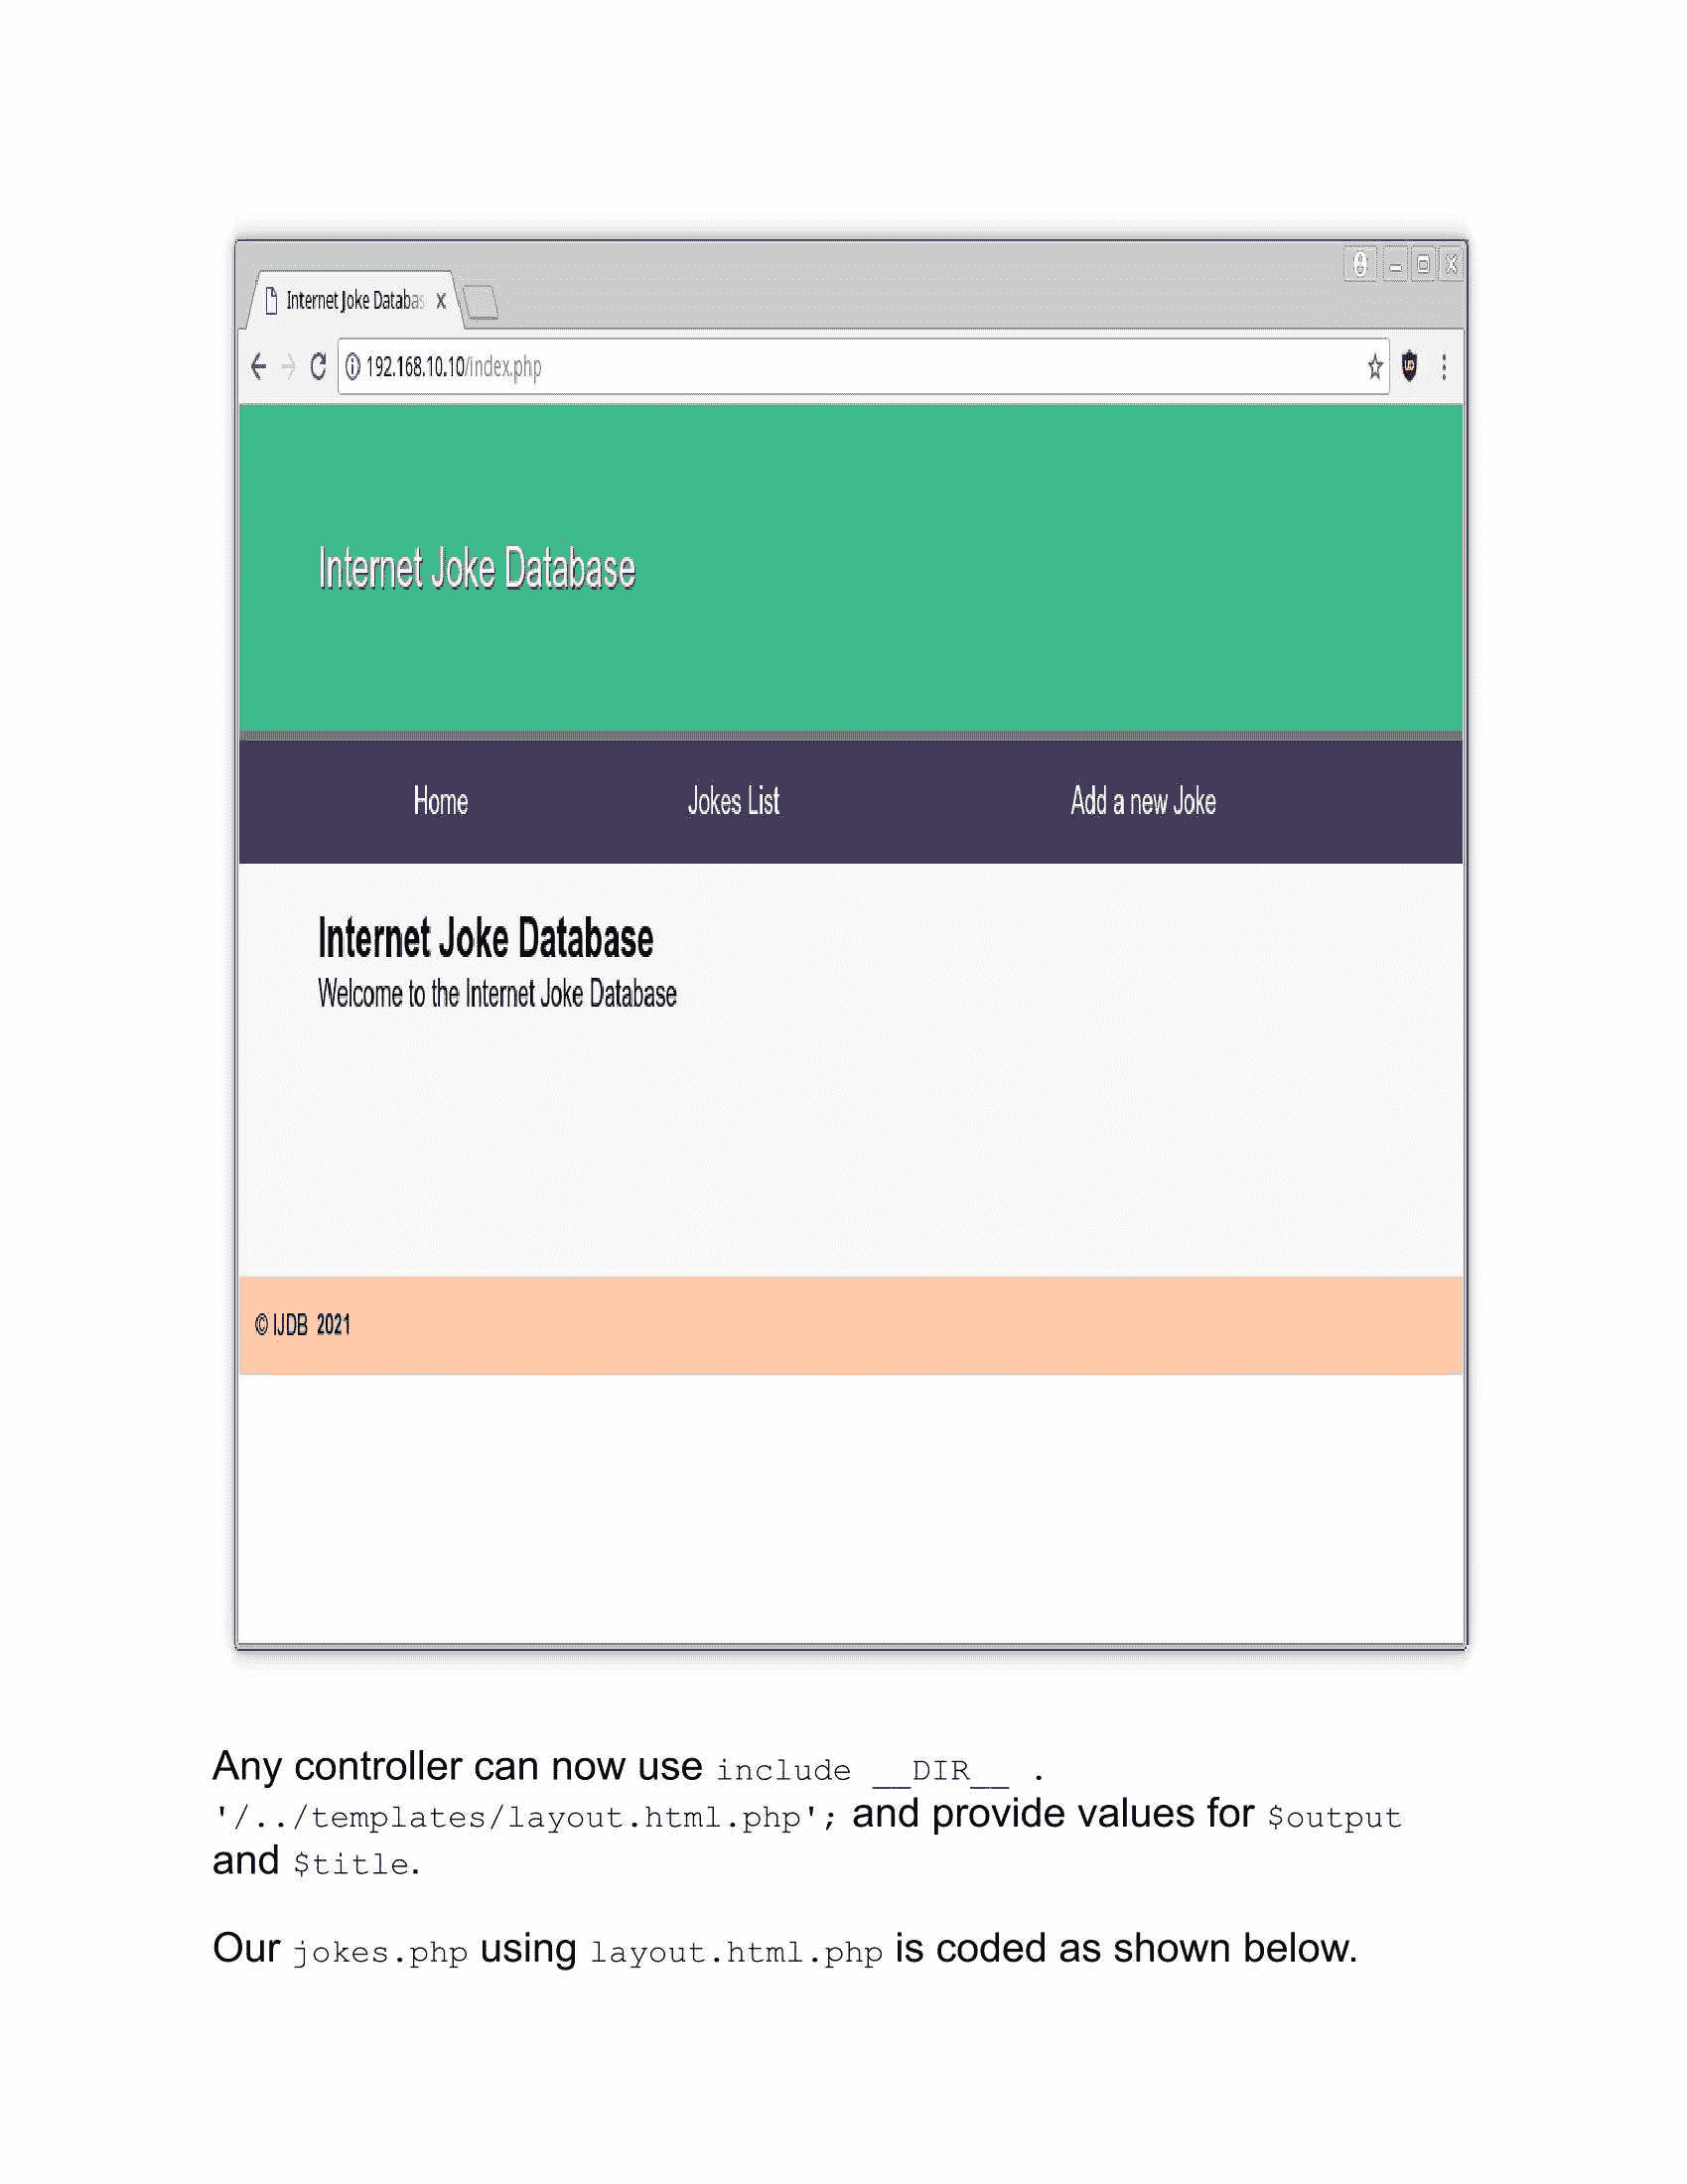 Internet Joke Databas
192.168.10.10/index.php
Internet Joke Database
Home Jokes List Add a new Joke
Internet Joke Database
Welcome to the Internet Joke Database
© IJDB 2021
Any controller can now use include __DIR__ .
'/../templates/layout.html.php'; and provide values for $output
and $title.
Our jokes.php using layout.html.php is coded as shown below.